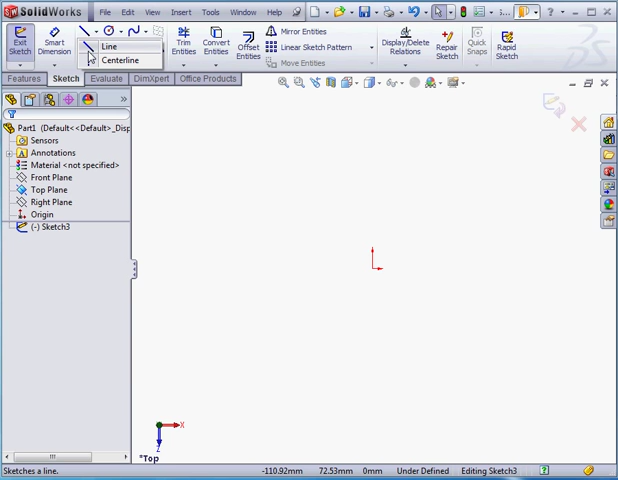 SolidWorks File Edit View Insert Tools Window Help
Exit Sketch
Smart Dimension
Line
Centerline
Trim Entities
Convert Entities
Offset Entities
Mirror Entities
Linear Sketch Pattern
Move Entities
Display/Delete Relations
Repair Sketch
Quick Snaps
Rapid Sketch
Features Sketch Evaluate DimXpert Office Products
Part1 (Default<<Default>_Disp
Sensors
Annotations
Material <not specified>
Front Plane
Top Plane
Right Plane
Origin
(-) Sketch3
X
Z
*Top
Sketches a line. -110.92mm 72.53mm 0mm Under Defined Editing Sketch3